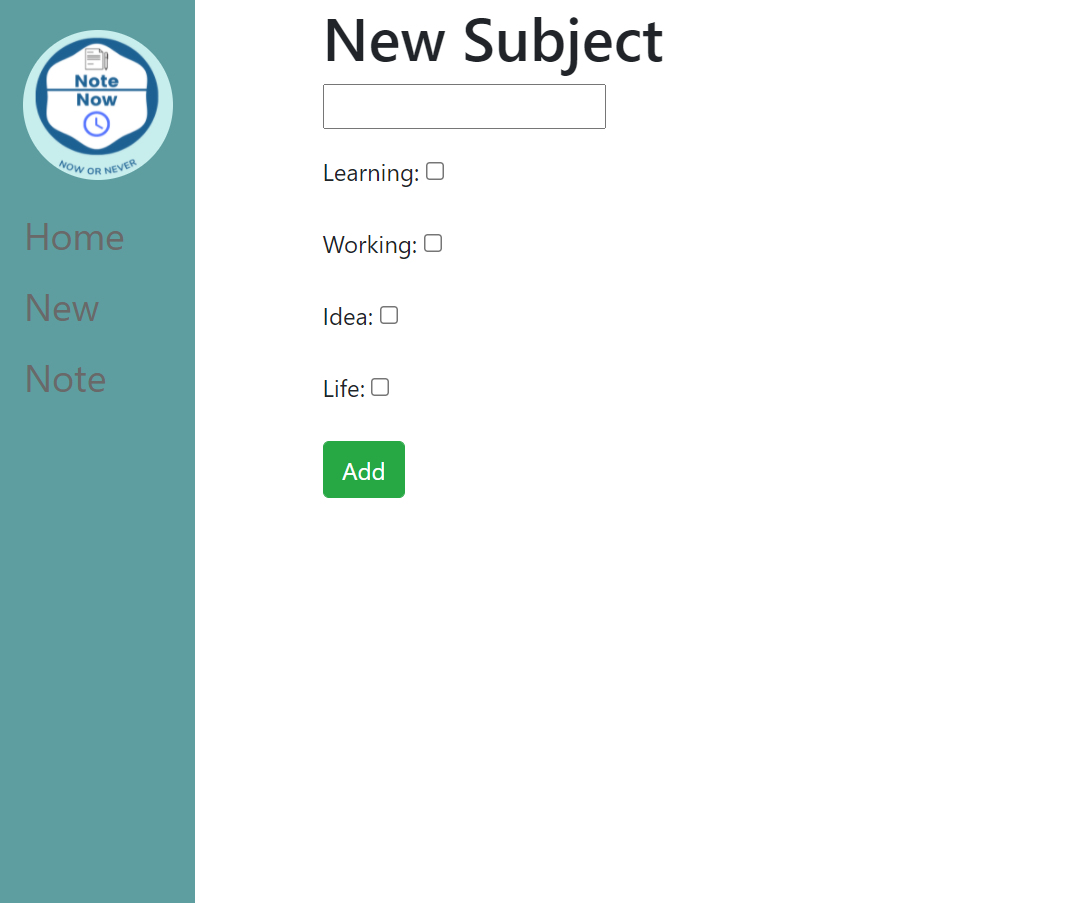 Note
Now
NOW OR NEVER
Home
New
Note
New Subject
Learning:
Working:
Idea:
Life:
Add